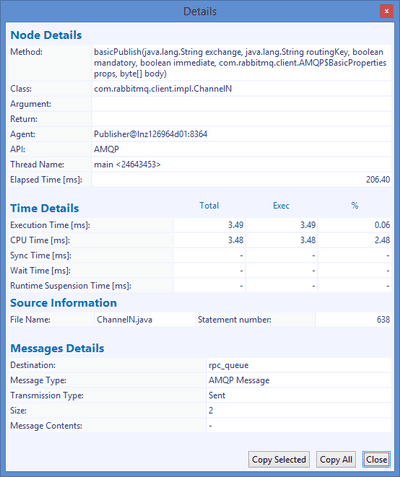 Details
x
Node Details
Method: basicPublish(java.lang.String exchange, java.lang.String routingKey, boolean
mandatory, boolean immediate, com.rabbitmq.client.AMQP$BasicProperties
props, byte[] body)
Class: com.rabbitmq.client.impl.ChannelN
Argument:
Return:
Agent: Publisher@lnz126964d01:8364
API: AMQP
Thread Name: main <24643453>
Elapsed Time [ms]: 206.40
Time Details Total Exec %
Execution Time [ms]: 3.49 3.49 0.06
CPU Time [ms]: 3.48 3.48 2.48
Sync Time [ms]: - - -
Wait Time [ms]: - - -
Runtime Suspension Time [ms]: - - -
Source Information
File Name: ChannelN.java Statement number: 638
Messages Details
Destination: rpc_queue
Message Type: AMQP Message
Transmission Type: Sent
Size: 2
Message Contents: -
Copy Selected Copy All Close